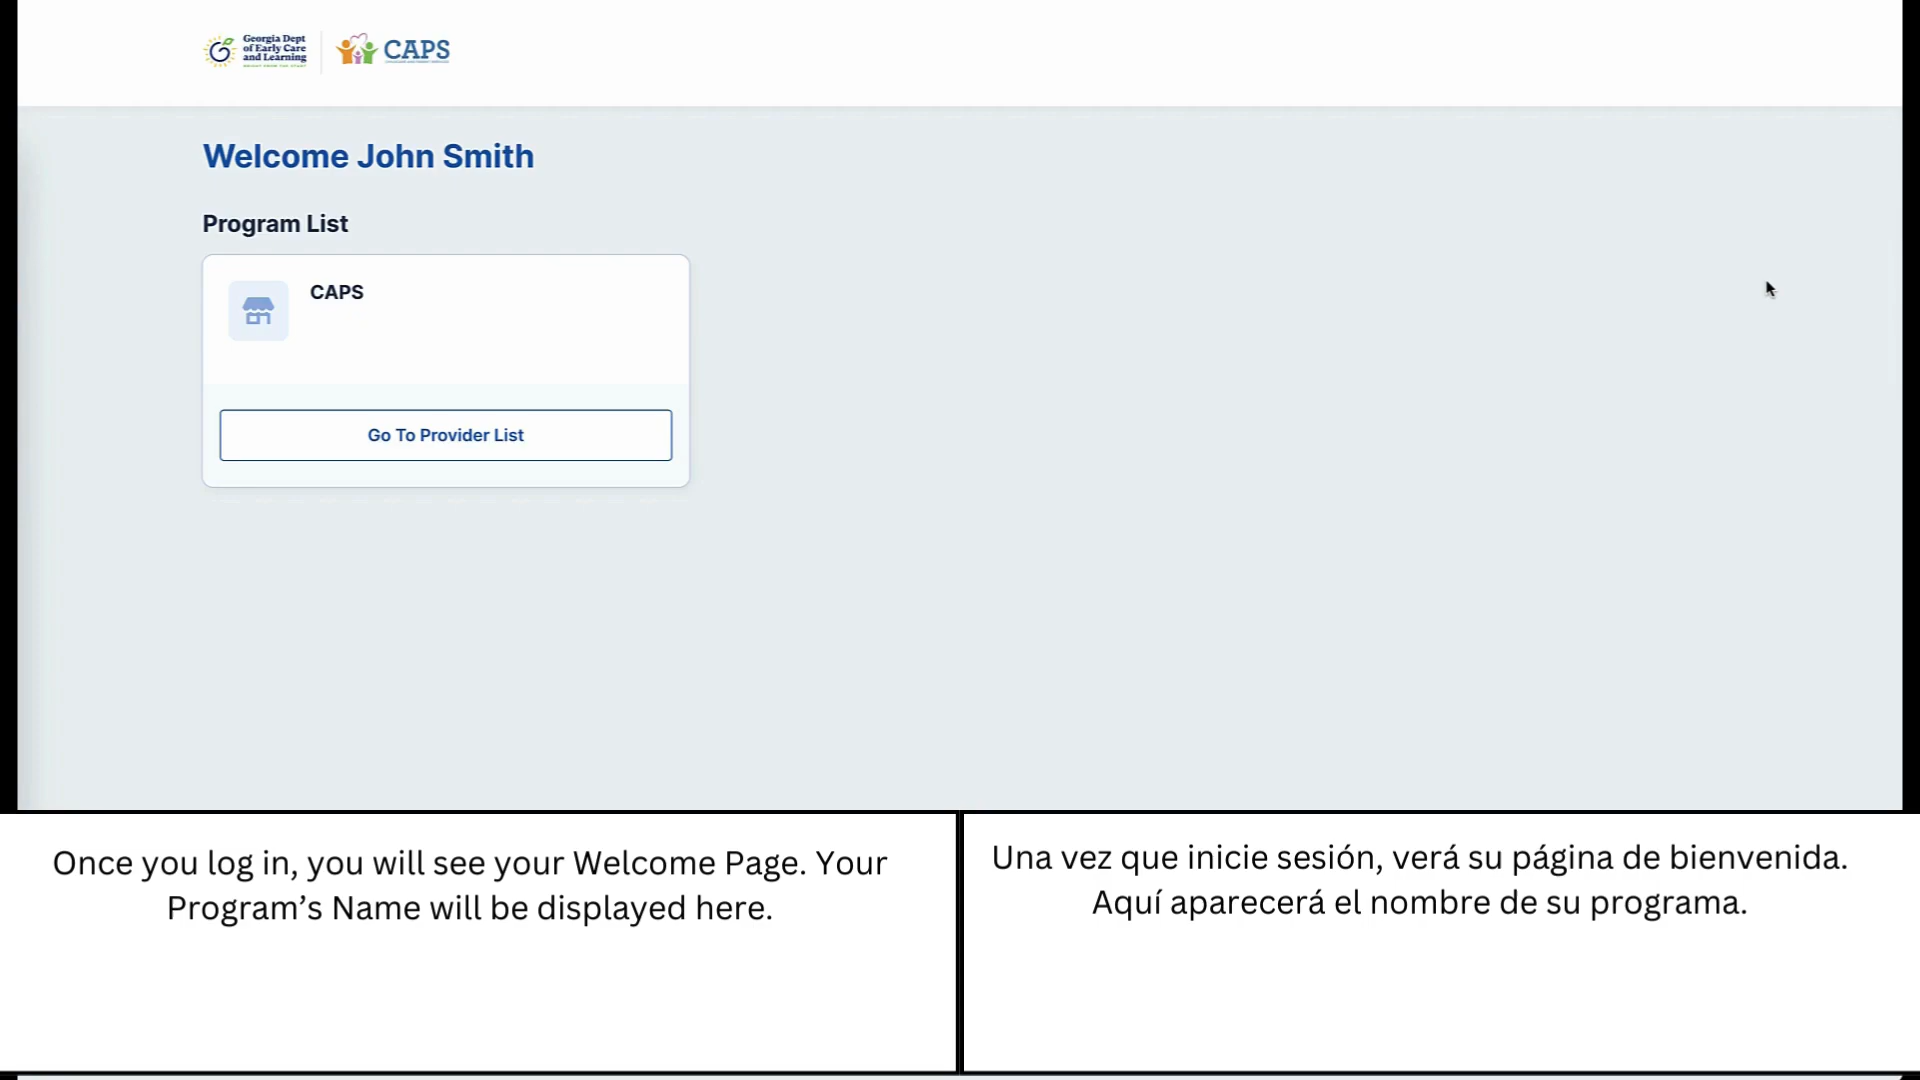 Georgia Dept
of Early Care
and Learning
CAPS
Welcome John Smith
Program List
CAPS
Go To Provider List
Once you log in, you will see your Welcome Page. Your
Program’s Name will be displayed here.
Una vez que inicie sesión, verá su página de bienvenida.
Aquí aparecerá el nombre de su programa.